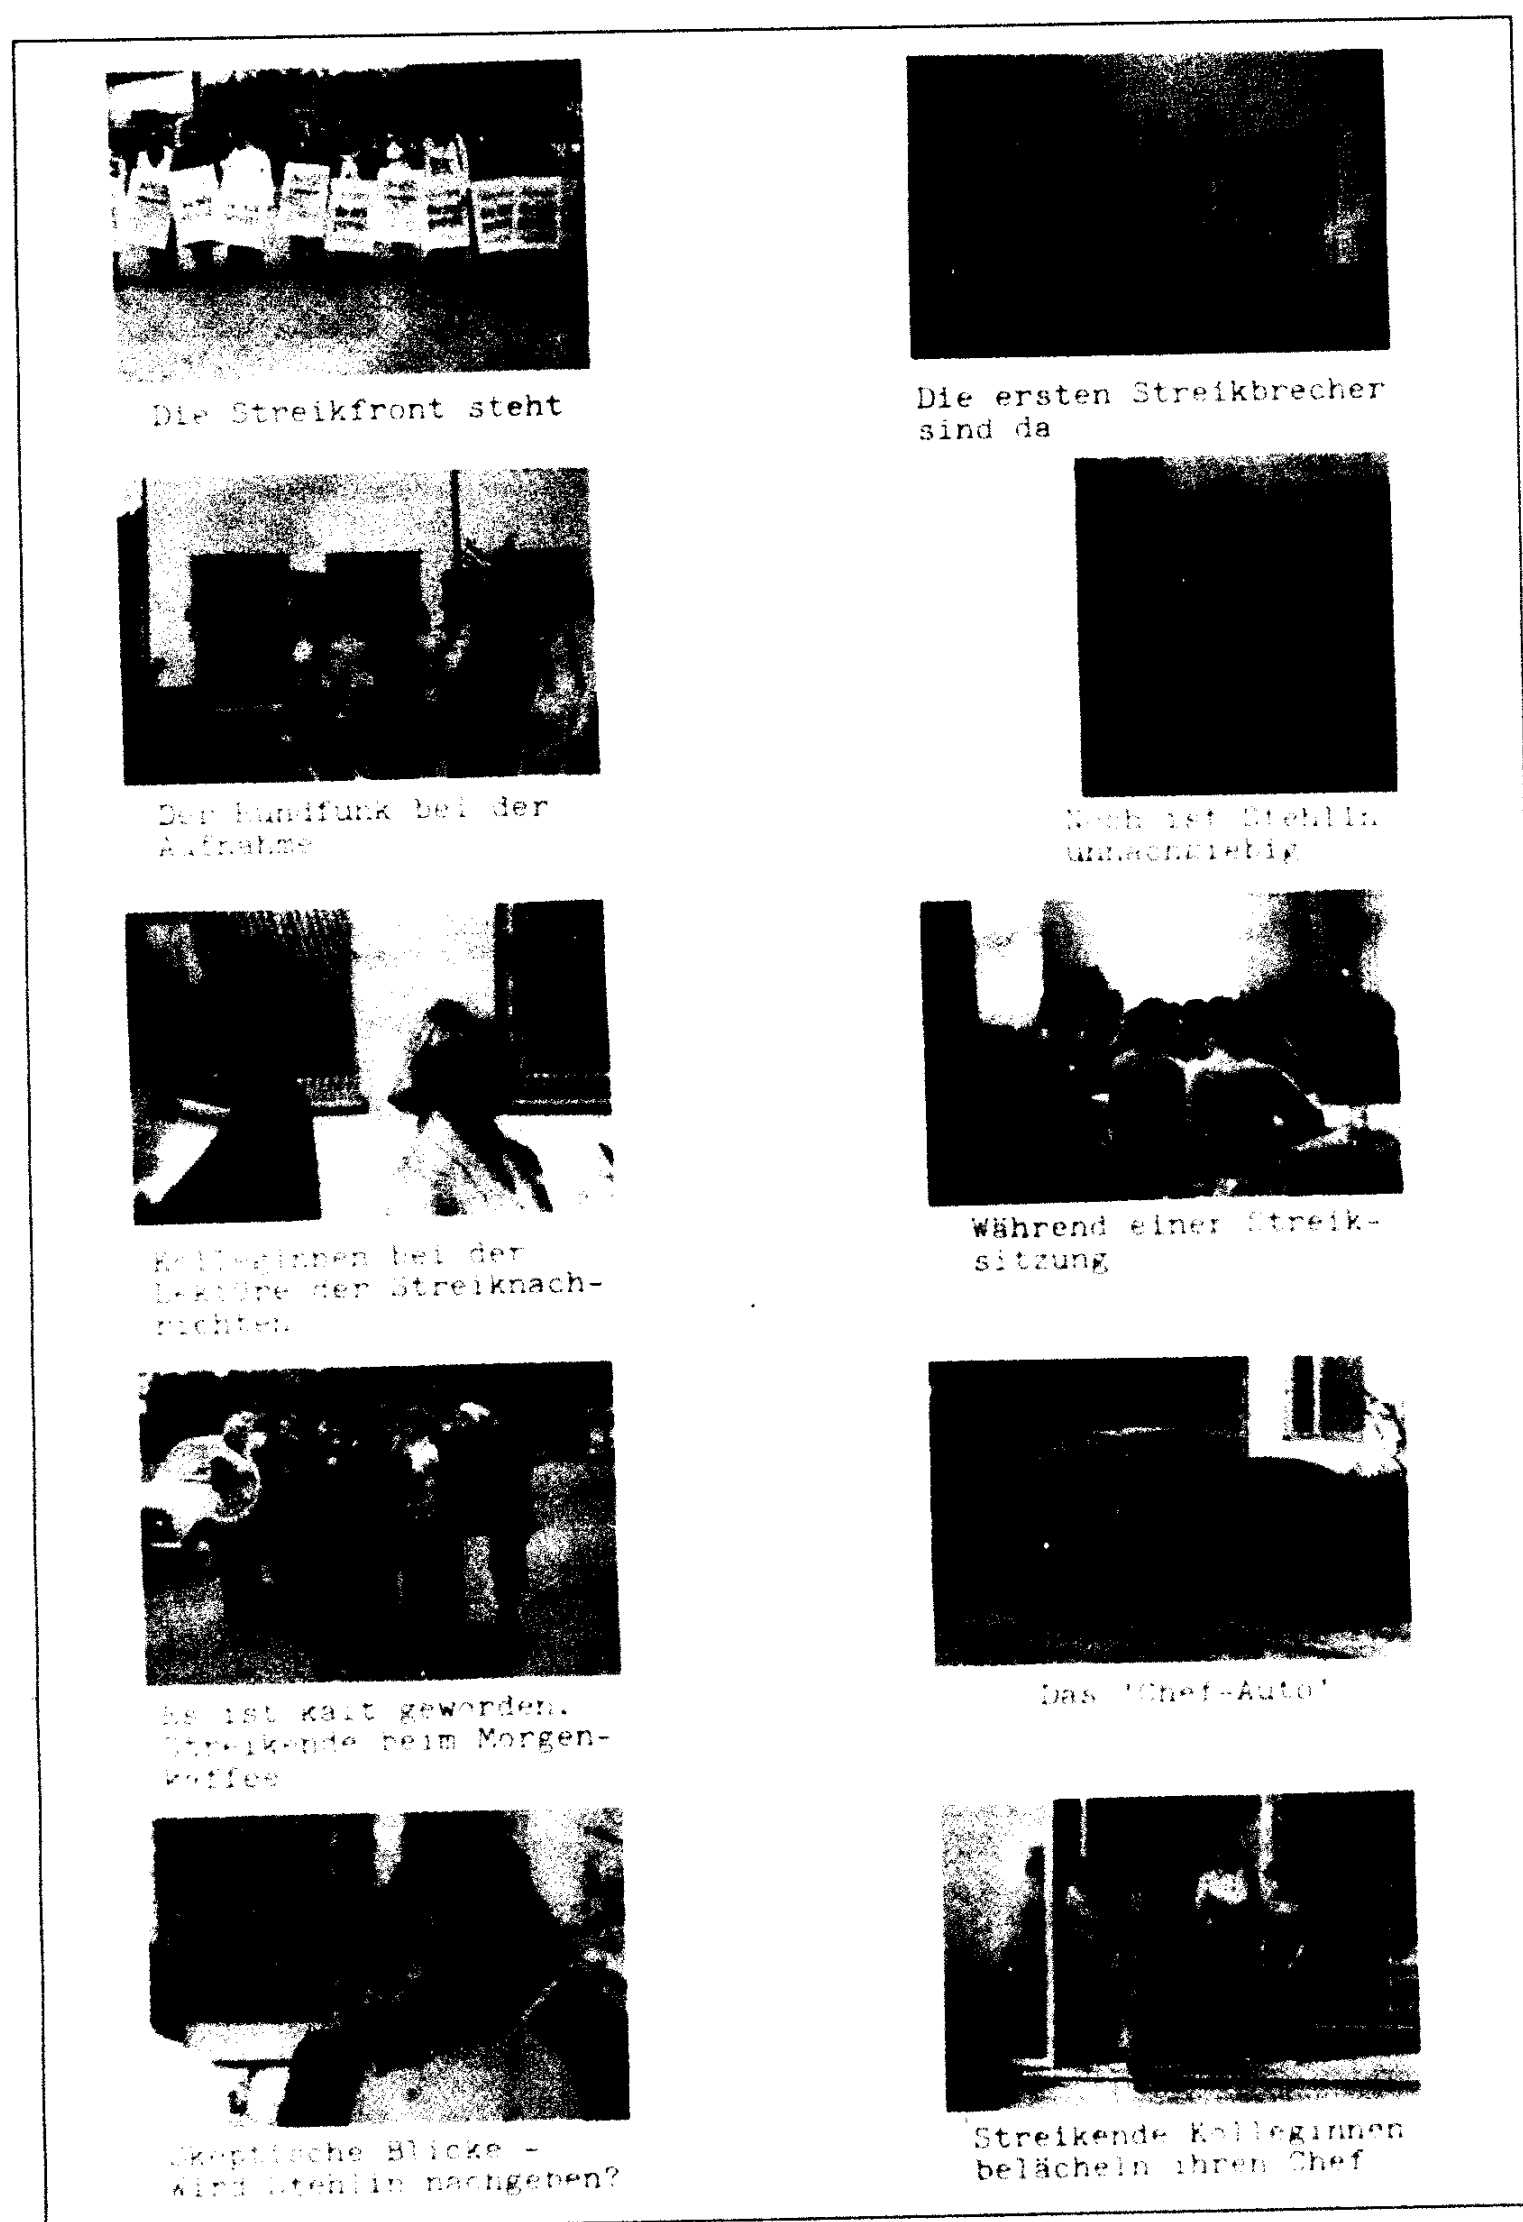 Die Streikfront steht
Die ersten Streikbrecher
sind da
Der Rundfunk bei der
Aufnahme
Noch ist Stehlin
unnachgiebig
Kolleginnen bei der
Lektüre der Streiknach-
richten
Während einer Streik-
sitzung
Es ist kalt geworden.
Streikende beim Morgen-
kaffee
Das 'Chef-Auto'
Skeptische Blicke -
Wird Stehlin nachgeben?
Streikende Kolleginnen
belächeln ihren Chef